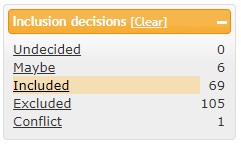 Inclusion decisions [Clear]
Undecided 0
Maybe 6
Included 69
Excluded 105
Conflict 1